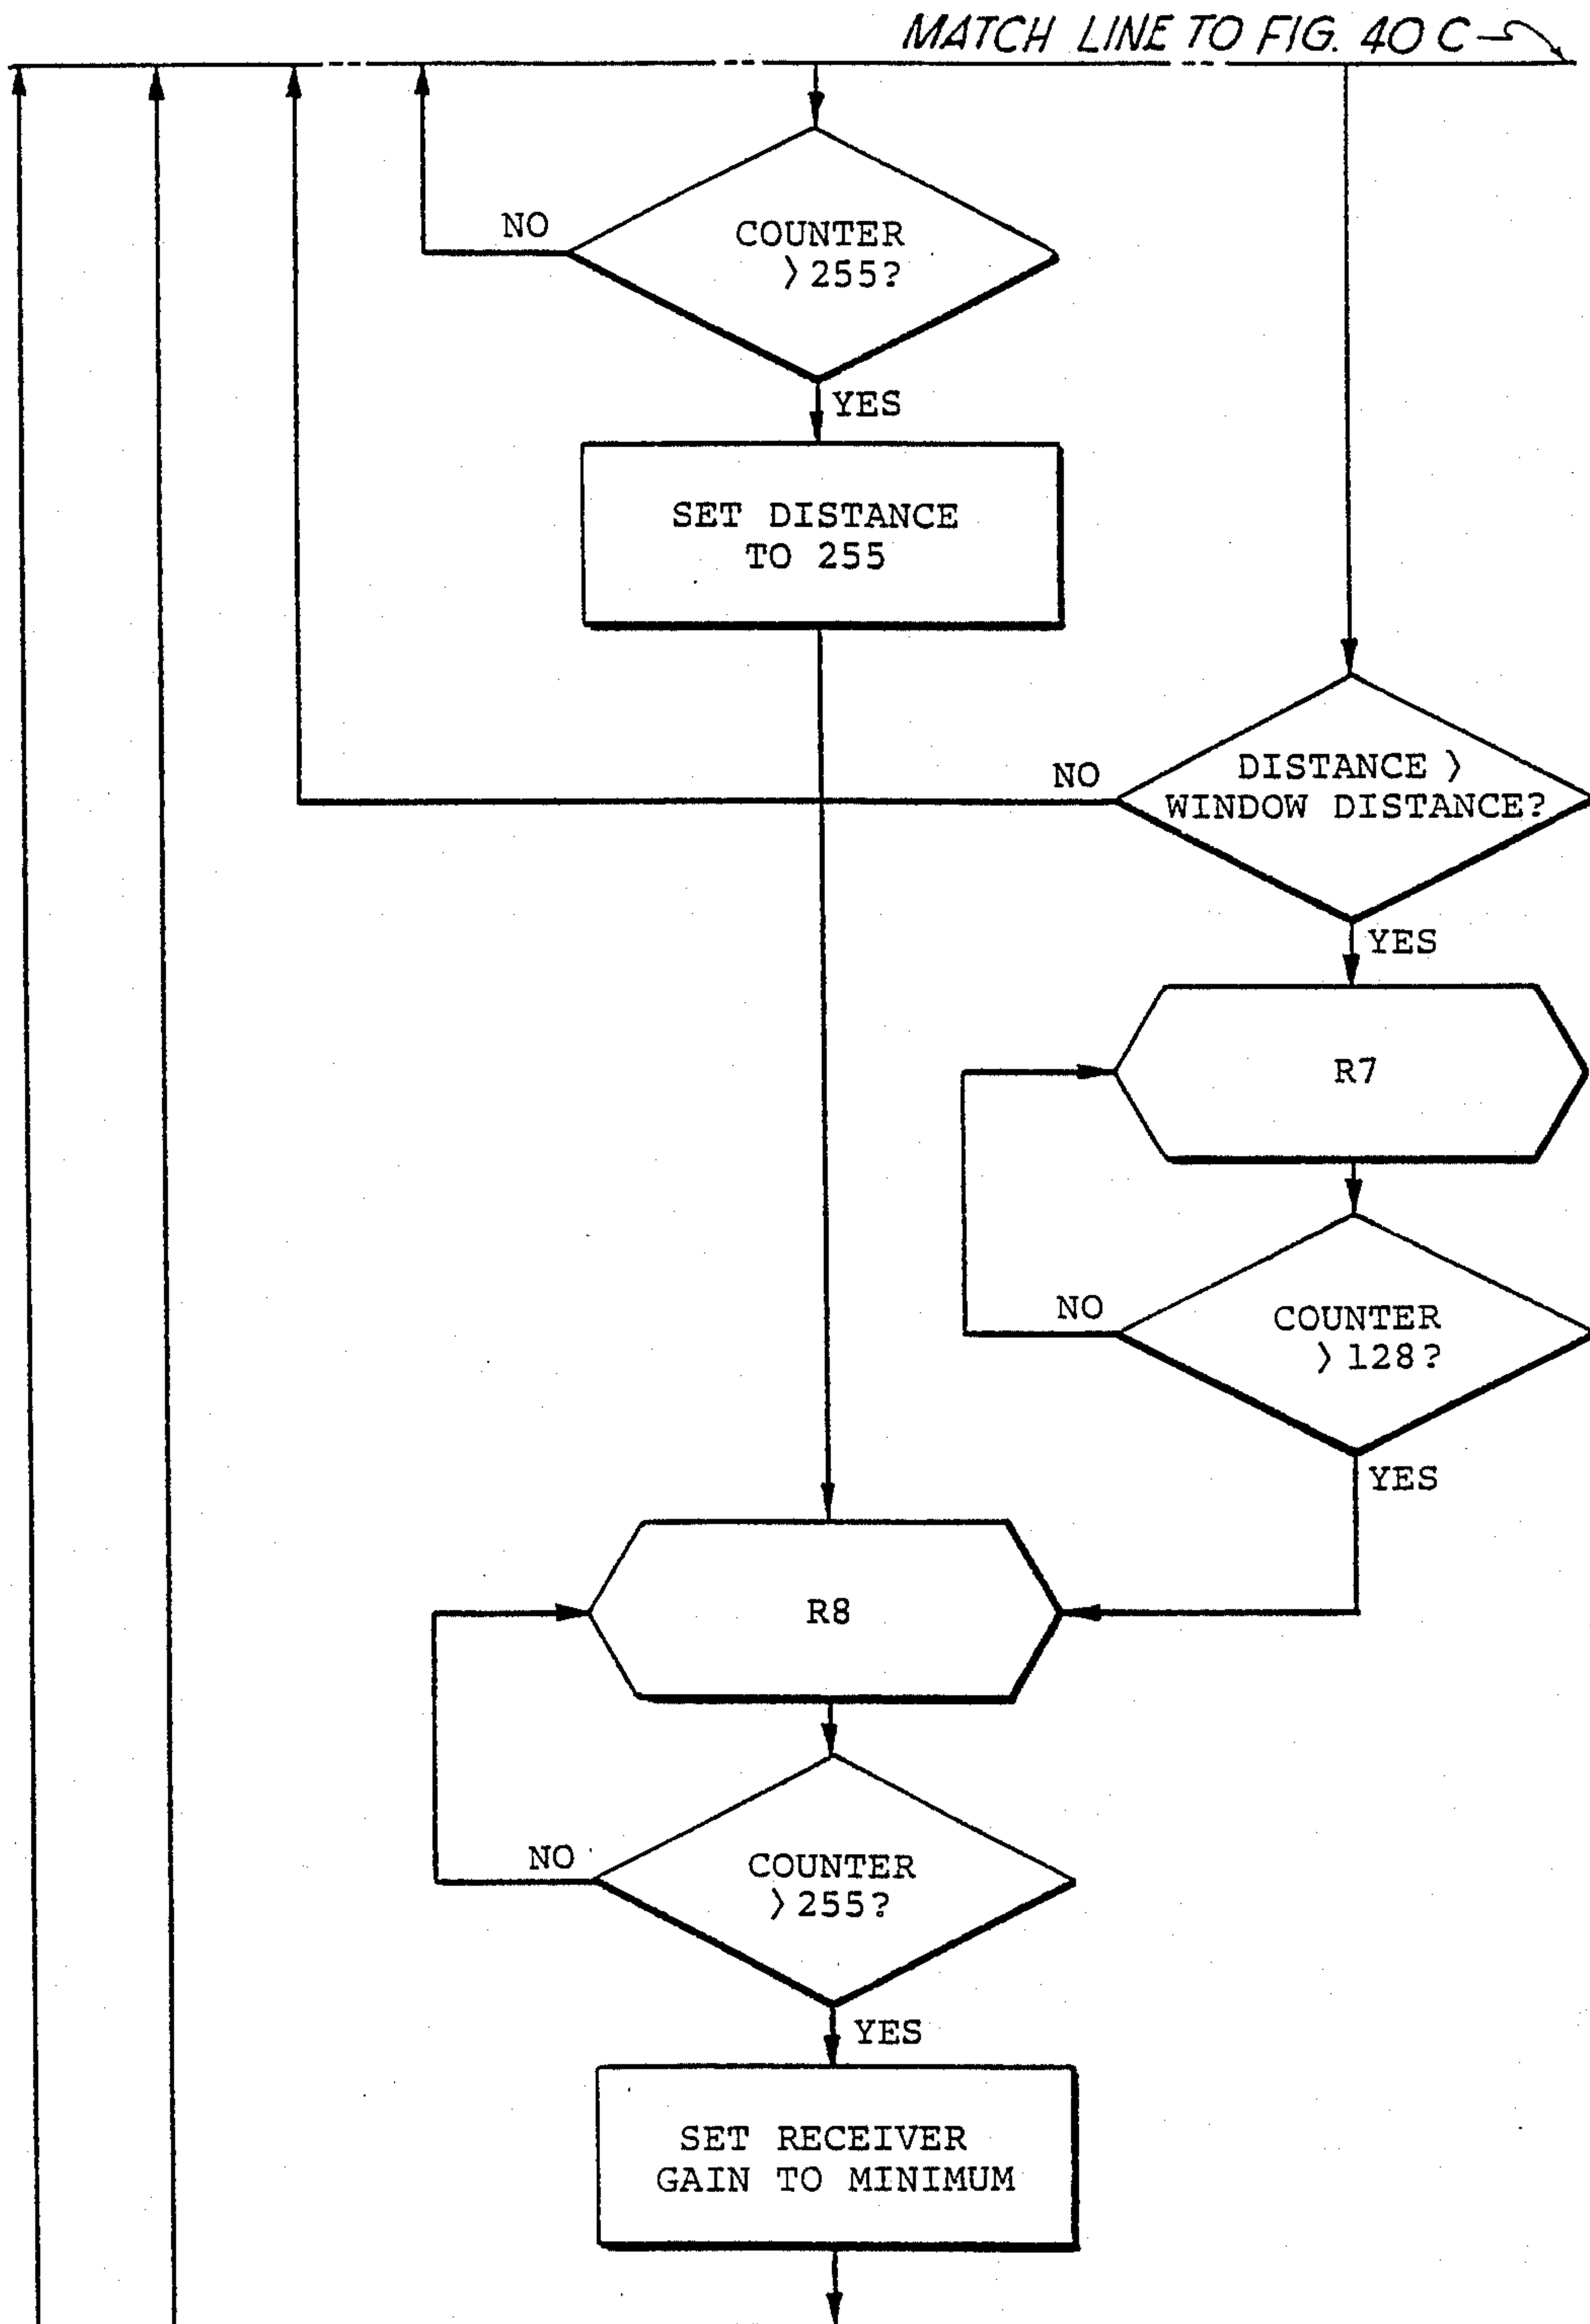 MATCH LINE TO FIG. 40 C
NO
COUNTER
> 255?
YES
SET DISTANCE
TO 255
NO
DISTANCE >
WINDOW DISTANCE?
YES
R7
NO
COUNTER
> 128?
YES
R8
NO
COUNTER
> 255?
YES
SET RECEIVER
GAIN TO MINIMUM